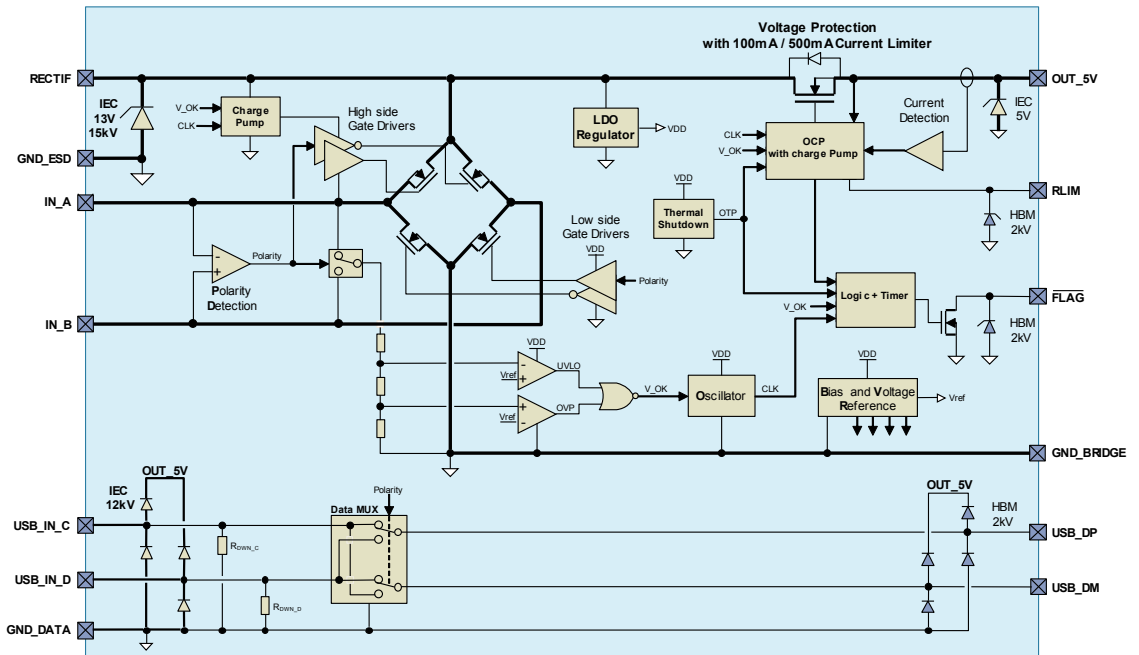 Voltage Protection
with 100mA / 500mA Current Limiter
RECTIF
OUT_5V
IEC
13V
15kV
V_OK
CLK
Charge
Pump
High side
Gate Drivers
LDO
Regulator
VDD
CLK
V_OK
OCP
with charge Pump
Current
Detection
IEC
5V
GND_ESD
IN_A
RLIM
VDD
Thermal
Shutdown
OTP
HBM
2kV
Low side
Gate Drivers
VDD
Polarity
Polarity
Polarity
Detection
Logic + Timer
V_OK
FLAG
HBM
2kV
IN_B
VDD
UVLO
Vref
Vref
OVP
V_OK
VDD
Oscillator
CLK
VDD
Bias and Voltage
Reference
Vref
GND_BRIDGE
OUT_5V
IEC
12kV
Polarity
Data MUX
OUT_5V
HBM
2kV
USB_IN_C
RDWN_C
USB_DP
USB_IN_D
RDWN_D
USB_DM
GND_DATA